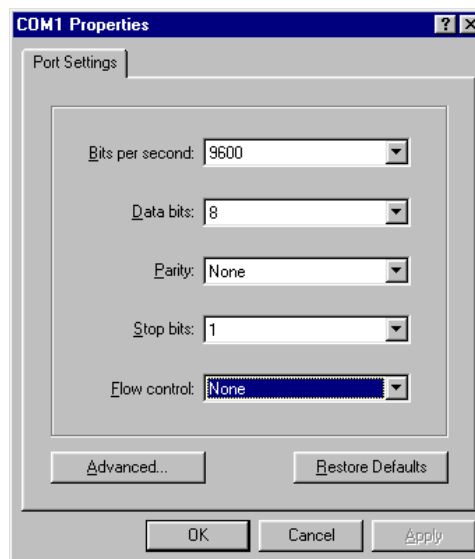 COM1 Properties
Port Settings
Bits per second: 9600
Data bits: 8
Parity: None
Stop bits: 1
Flow control: None
Advanced... Restore Defaults
OK Cancel Apply